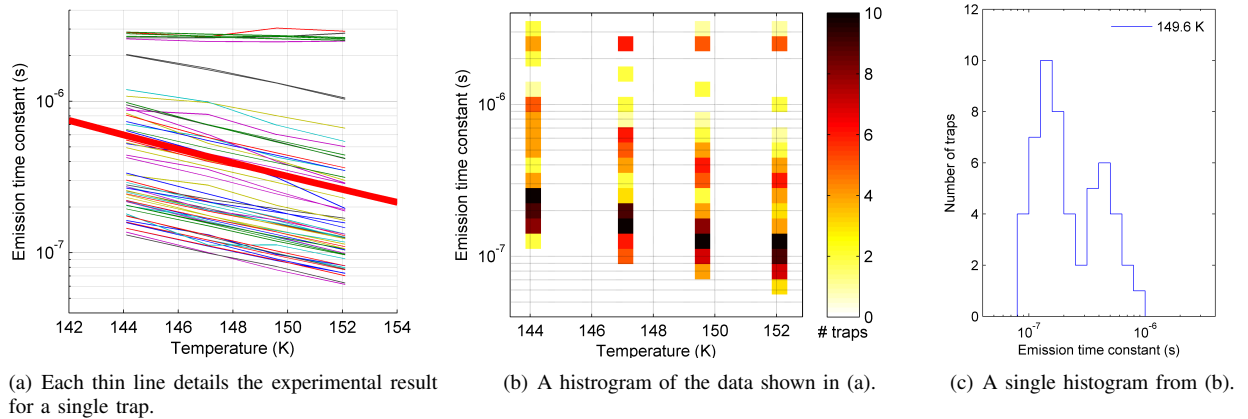 Emission time constant (s)
10⁻⁶
10⁻⁷
142 144 146 148 150 152 154
Temperature (K)
(a) Each thin line details the experimental result
for a single trap.
Emission time constant (s)
10⁻⁶
10⁻⁷
144 146 148 150 152
Temperature (K)
10
8
6
4
2
0
# traps
(b) A histrogram of the data shown in (a).
Number of traps
12
10
8
6
4
2
0
149.6 K
10⁻⁷ 10⁻⁶
Emission time constant (s)
(c) A single histogram from (b).